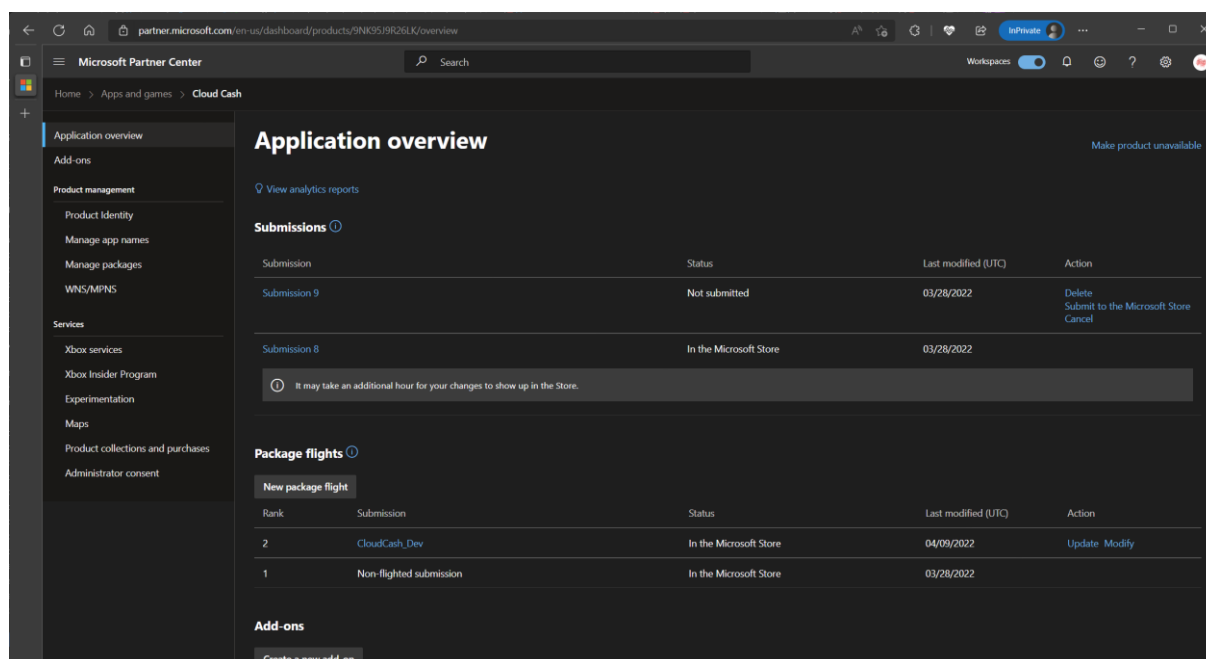 partner.microsoft.com/en-us/dashboard/products/9NK95J9R26LK/overview
InPrivate
Microsoft Partner Center
Search
Workspaces
Home > Apps and games > Cloud Cash
Application overview
Add-ons
Product management
Product Identity
Manage app names
Manage packages
WNS/MPNS
Services
Xbox services
Xbox Insider Program
Experimentation
Maps
Product collections and purchases
Administrator consent
Application overview
Make product unavailable
View analytics reports
Submissions
Submission Status Last modified (UTC) Action
Submission 9 Not submitted 03/28/2022 Delete
Submit to the Microsoft Store
Cancel
Submission 8 In the Microsoft Store 03/28/2022
It may take an additional hour for your changes to show up in the Store.
Package flights
New package flight
Rank Submission Status Last modified (UTC) Action
2 CloudCash_Dev In the Microsoft Store 04/09/2022 Update Modify
1 Non-flighted submission In the Microsoft Store 03/28/2022
Add-ons
Create a new add-on